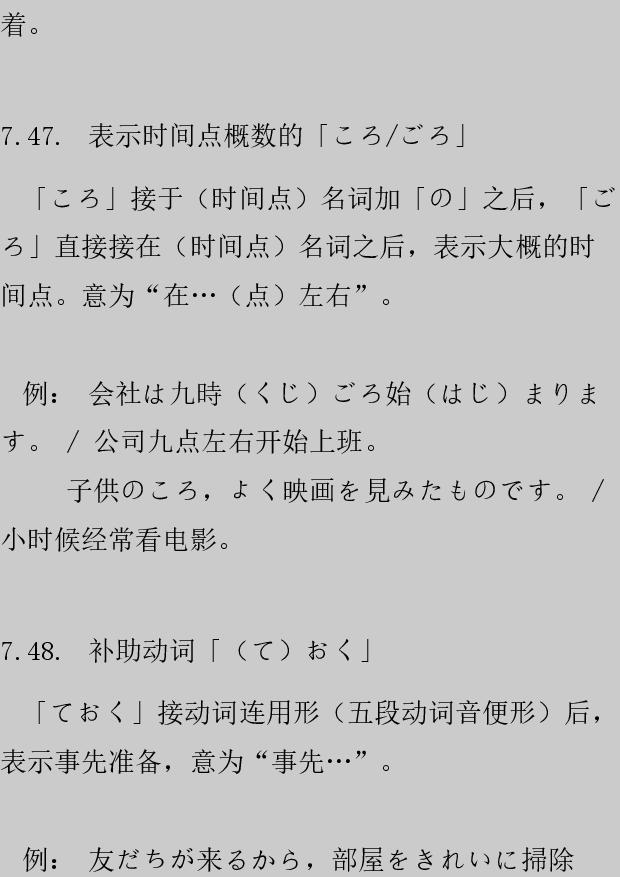 着。
7.47. 表示时间点概数的「ころ/ごろ」
「ころ」接于（时间点）名词加「の」之后，「ご
ろ」直接接在（时间点）名词之后，表示大概的时
间点。意为“在…（点）左右”。
例： 会社は九時（くじ）ごろ始（はじ）まりま
す。 / 公司九点左右开始上班。
子供のころ，よく映画を見みたものです。 /
小时候经常看电影。
7.48. 补助动词「（て）おく」
「ておく」接动词连用形（五段动词音便形）后，
表示事先准备，意为“事先…”。
例： 友だちが来るから，部屋をきれいに掃除